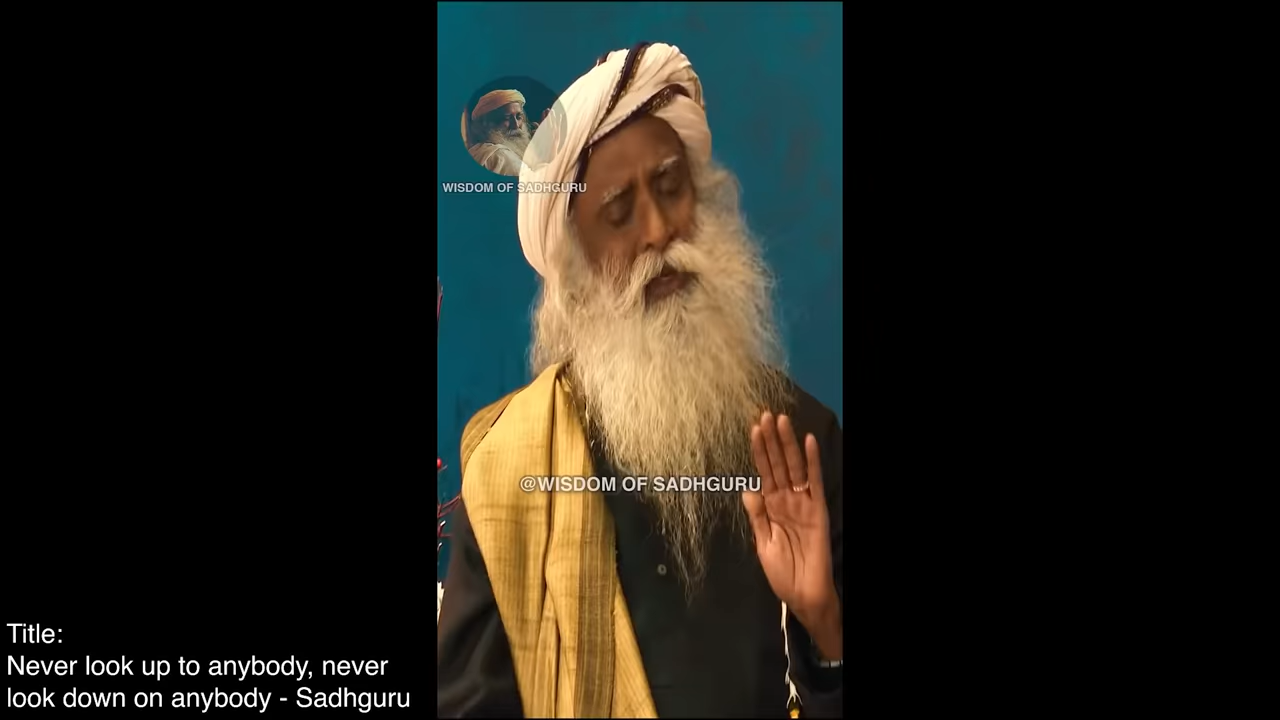 WISDOM OF SADHGURU
@WISDOM OF SADHGURU
Title:
Never look up to anybody, never
look down on anybody - Sadhguru